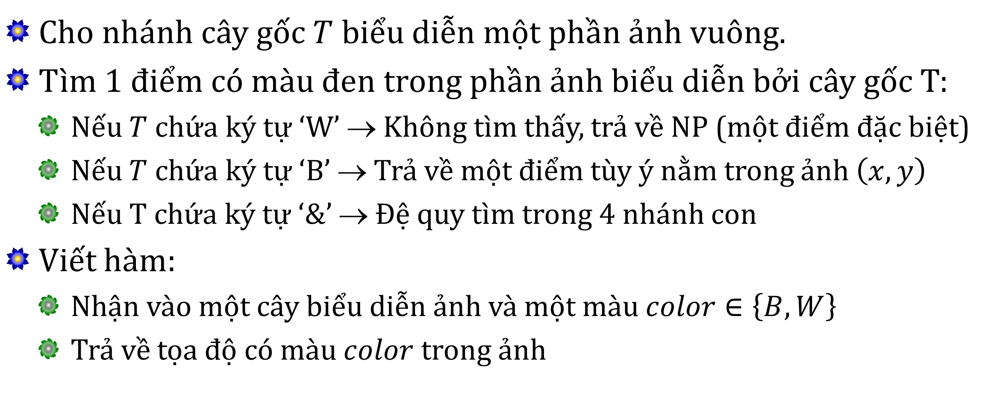 Cho nhánh cây gốc T biểu diễn một phần ảnh vuông.
Tìm 1 điểm có màu đen trong phần ảnh biểu diễn bởi cây gốc T:
Nếu T chứa ký tự ‘W’ → Không tìm thấy, trả về NP (một điểm đặc biệt)
Nếu T chứa ký tự ‘B’ → Trả về một điểm tùy ý nằm trong ảnh (x, y)
Nếu T chứa ký tự ‘&’ → Đệ quy tìm trong 4 nhánh con
Viết hàm:
Nhận vào một cây biểu diễn ảnh và một màu color ∈ {B, W}
Trả về tọa độ có màu color trong ảnh